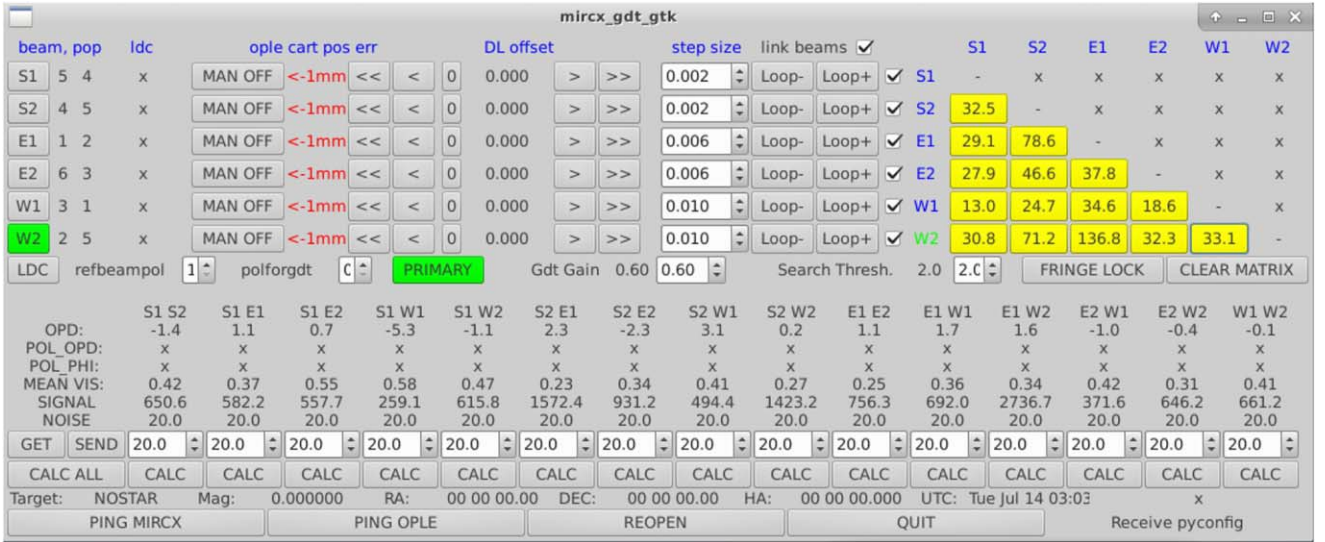 mircx_gdt_gtk
beam, pop ldc ople cart pos err DL offset step size link beams S1 S2 E1 E2 W1 W2
S1 5 4 x MAN OFF <-1mm << < 0 0.000 > >> 0.002 Loop- Loop+ S1 - x x x x x
S2 4 5 x MAN OFF <-1mm << < 0 0.000 > >> 0.002 Loop- Loop+ S2 32.5 - x x x x
E1 1 2 x MAN OFF <-1mm << < 0 0.000 > >> 0.006 Loop- Loop+ E1 29.1 78.6 - x x x
E2 6 3 x MAN OFF <-1mm << < 0 0.000 > >> 0.006 Loop- Loop+ E2 27.9 46.6 37.8 - x x
W1 3 1 x MAN OFF <-1mm << < 0 0.000 > >> 0.010 Loop- Loop+ W1 13.0 24.7 34.6 18.6 - x
W2 2 5 x MAN OFF <-1mm << < 0 0.000 > >> 0.010 Loop- Loop+ W2 30.8 71.2 136.8 32.3 33.1 -
LDC refbeampol 1 polforgdt PRIMARY Gdt Gain 0.60 0.60 Search Thresh. 2.0 2.0 FRINGE LOCK CLEAR MATRIX
S1 S2 S1 E1 S1 E2 S1 W1 S1 W2 S2 E1 S2 E2 S2 W1 S2 W2 E1 E2 E1 W1 E1 W2 E2 W1 E2 W2 W1 W2
OPD: -1.4 1.1 0.7 -5.3 -1.1 2.3 -2.3 3.1 0.2 1.1 1.7 1.6 -1.0 -0.4 -0.1
POL_OPD: x x x x x x x x x x x x x x x
POL_PHI: x x x x x x x x x x x x x x x
MEAN VIS: 0.42 0.37 0.55 0.58 0.47 0.23 0.34 0.41 0.27 0.25 0.36 0.34 0.42 0.31 0.41
SIGNAL 650.6 582.2 557.7 259.1 615.8 1572.4 931.2 494.4 1423.2 756.3 692.0 2736.7 371.6 646.2 661.2
NOISE 20.0 20.0 20.0 20.0 20.0 20.0 20.0 20.0 20.0 20.0 20.0 20.0 20.0 20.0 20.0
GET SEND 20.0 20.0 20.0 20.0 20.0 20.0 20.0 20.0 20.0 20.0 20.0 20.0 20.0 20.0 20.0
CALC ALL CALC CALC CALC CALC CALC CALC CALC CALC CALC CALC CALC CALC CALC CALC CALC
Target: NOSTAR Mag: 0.000000 RA: 00 00 00.00 DEC: 00 00 00.00 HA: 00 00 00.000 UTC: Tue Jul 14 03:03 x
PING MIRCX PING OPLE REOPEN QUIT Receive pyconfig